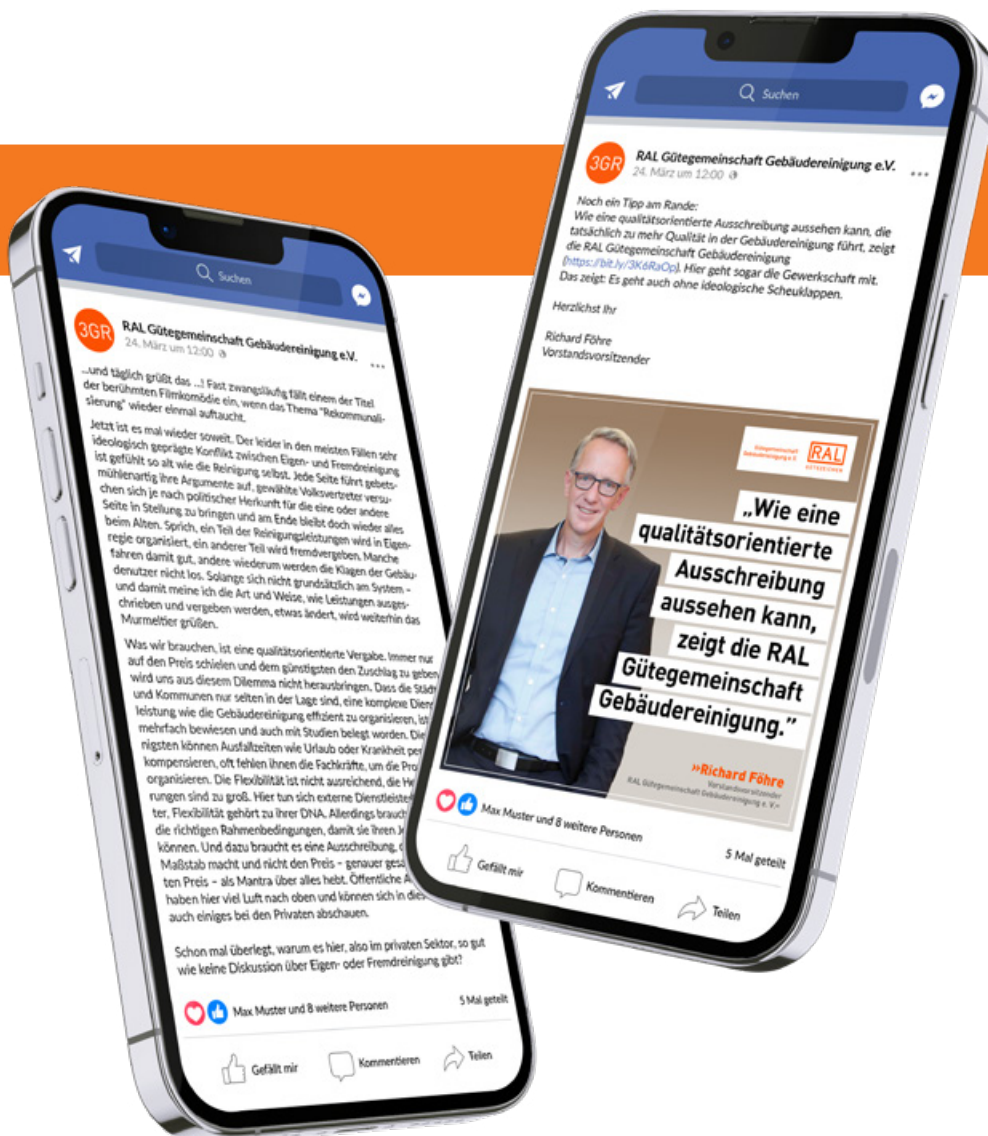 Suchen
3GR
RAL Gütegemeinschaft Gebäudereinigung e.V.
24. März um 12:00
...und täglich grüßt das ...! Fast zwangsläufig fällt einem der Titel
der berühmten Filmkomödie ein, wenn das Thema "Rekommunali-
sierung" wieder einmal auftaucht.
Jetzt ist es mal wieder soweit. Der leider in den meisten Fällen sehr
ideologisch geprägte Konflikt zwischen Eigen- und Fremdreinigung
ist gefühlt so alt wie die Reinigung selbst. Jede Seite führt gebets-
mühlenartig ihre Argumente auf, gewählte Volksvertreter versu-
chen sich je nach politischer Herkunft für die eine oder andere
Seite in Stellung zu bringen und am Ende bleibt doch wieder alles
beim Alten. Sprich, ein Teil der Reinigungsleistungen wird in Eigen-
regie organisiert, ein anderer Teil wird fremdvergeben. Manche
fahren damit gut, andere wiederum werden die Klagen der Gebäu-
denutzer nicht los. Solange sich nicht grundsätzlich am System –
und damit meine ich die Art und Weise, wie Leistungen ausges-
chrieben und vergeben werden, etwas ändert, wird weiterhin das
Murmeltier grüßen.
Was wir brauchen, ist eine qualitätsorientierte Vergabe. Immer nur
auf den Preis schielen und dem günstigsten den Zuschlag zu geben
wird uns aus diesem Dilemma nicht herausbringen. Dass die Städt
und Kommunen nur selten in der Lage sind, eine komplexe Dien
leistung wie die Gebäudereinigung effizient zu organisieren, ist
mehrfach bewiesen und auch mit Studien belegt worden. Die
nigsten können Ausfallzeiten wie Urlaub oder Krankheit per
kompensieren, oft fehlen ihnen die Fachkräfte, um die Pro
organisieren. Die Flexibilität ist nicht ausreichend, die He
rungen sind zu groß. Hier tun sich externe Dienstleiste
ter, Flexibilität gehört zu ihrer DNA. Allerdings brauch
die richtigen Rahmenbedingungen, damit sie ihren J
können. Und dazu braucht es eine Ausschreibung,
Maßstab macht und nicht den Preis – genauer gesa
ten Preis – als Mantra über alles hebt. Öffentliche A
haben hier viel Luft nach oben und können sich in dies
auch einiges bei den Privaten abschauen.
Schon mal überlegt, warum es hier, also im privaten Sektor, so gut
wie keine Diskussion über Eigen- oder Fremdreinigung gibt?
Max Muster und 8 weitere Personen
5 Mal geteilt
Gefällt mir
Kommentieren
Teilen
Suchen
3GR
RAL Gütegemeinschaft Gebäudereinigung e.V.
24. März um 12:00
Noch ein Tipp am Rande:
Wie eine qualitätsorientierte Ausschreibung aussehen kann, die
tatsächlich zu mehr Qualität in der Gebäudereinigung führt, zeigt
die RAL Gütegemeinschaft Gebäudereinigung
(https://bit.ly/3K6RaOp). Hier geht sogar die Gewerkschaft mit.
Das zeigt: Es geht auch ohne ideologische Scheuklappen.
Herzlichst Ihr
Richard Föhre
Vorstandsvorsitzender
Gütegemeinschaft
Gebäudereinigung e.V.
RAL
GÜTEZEICHEN
„Wie eine
qualitätsorientierte
Ausschreibung
aussehen kann,
zeigt die RAL
Gütegemeinschaft
Gebäudereinigung.”
»Richard Föhre
Vorstandsvorsitzender
RAL Gütegemeinschaft Gebäudereinigung e. V.«
Max Muster und 8 weitere Personen
5 Mal geteilt
Gefällt mir
Kommentieren
Teilen